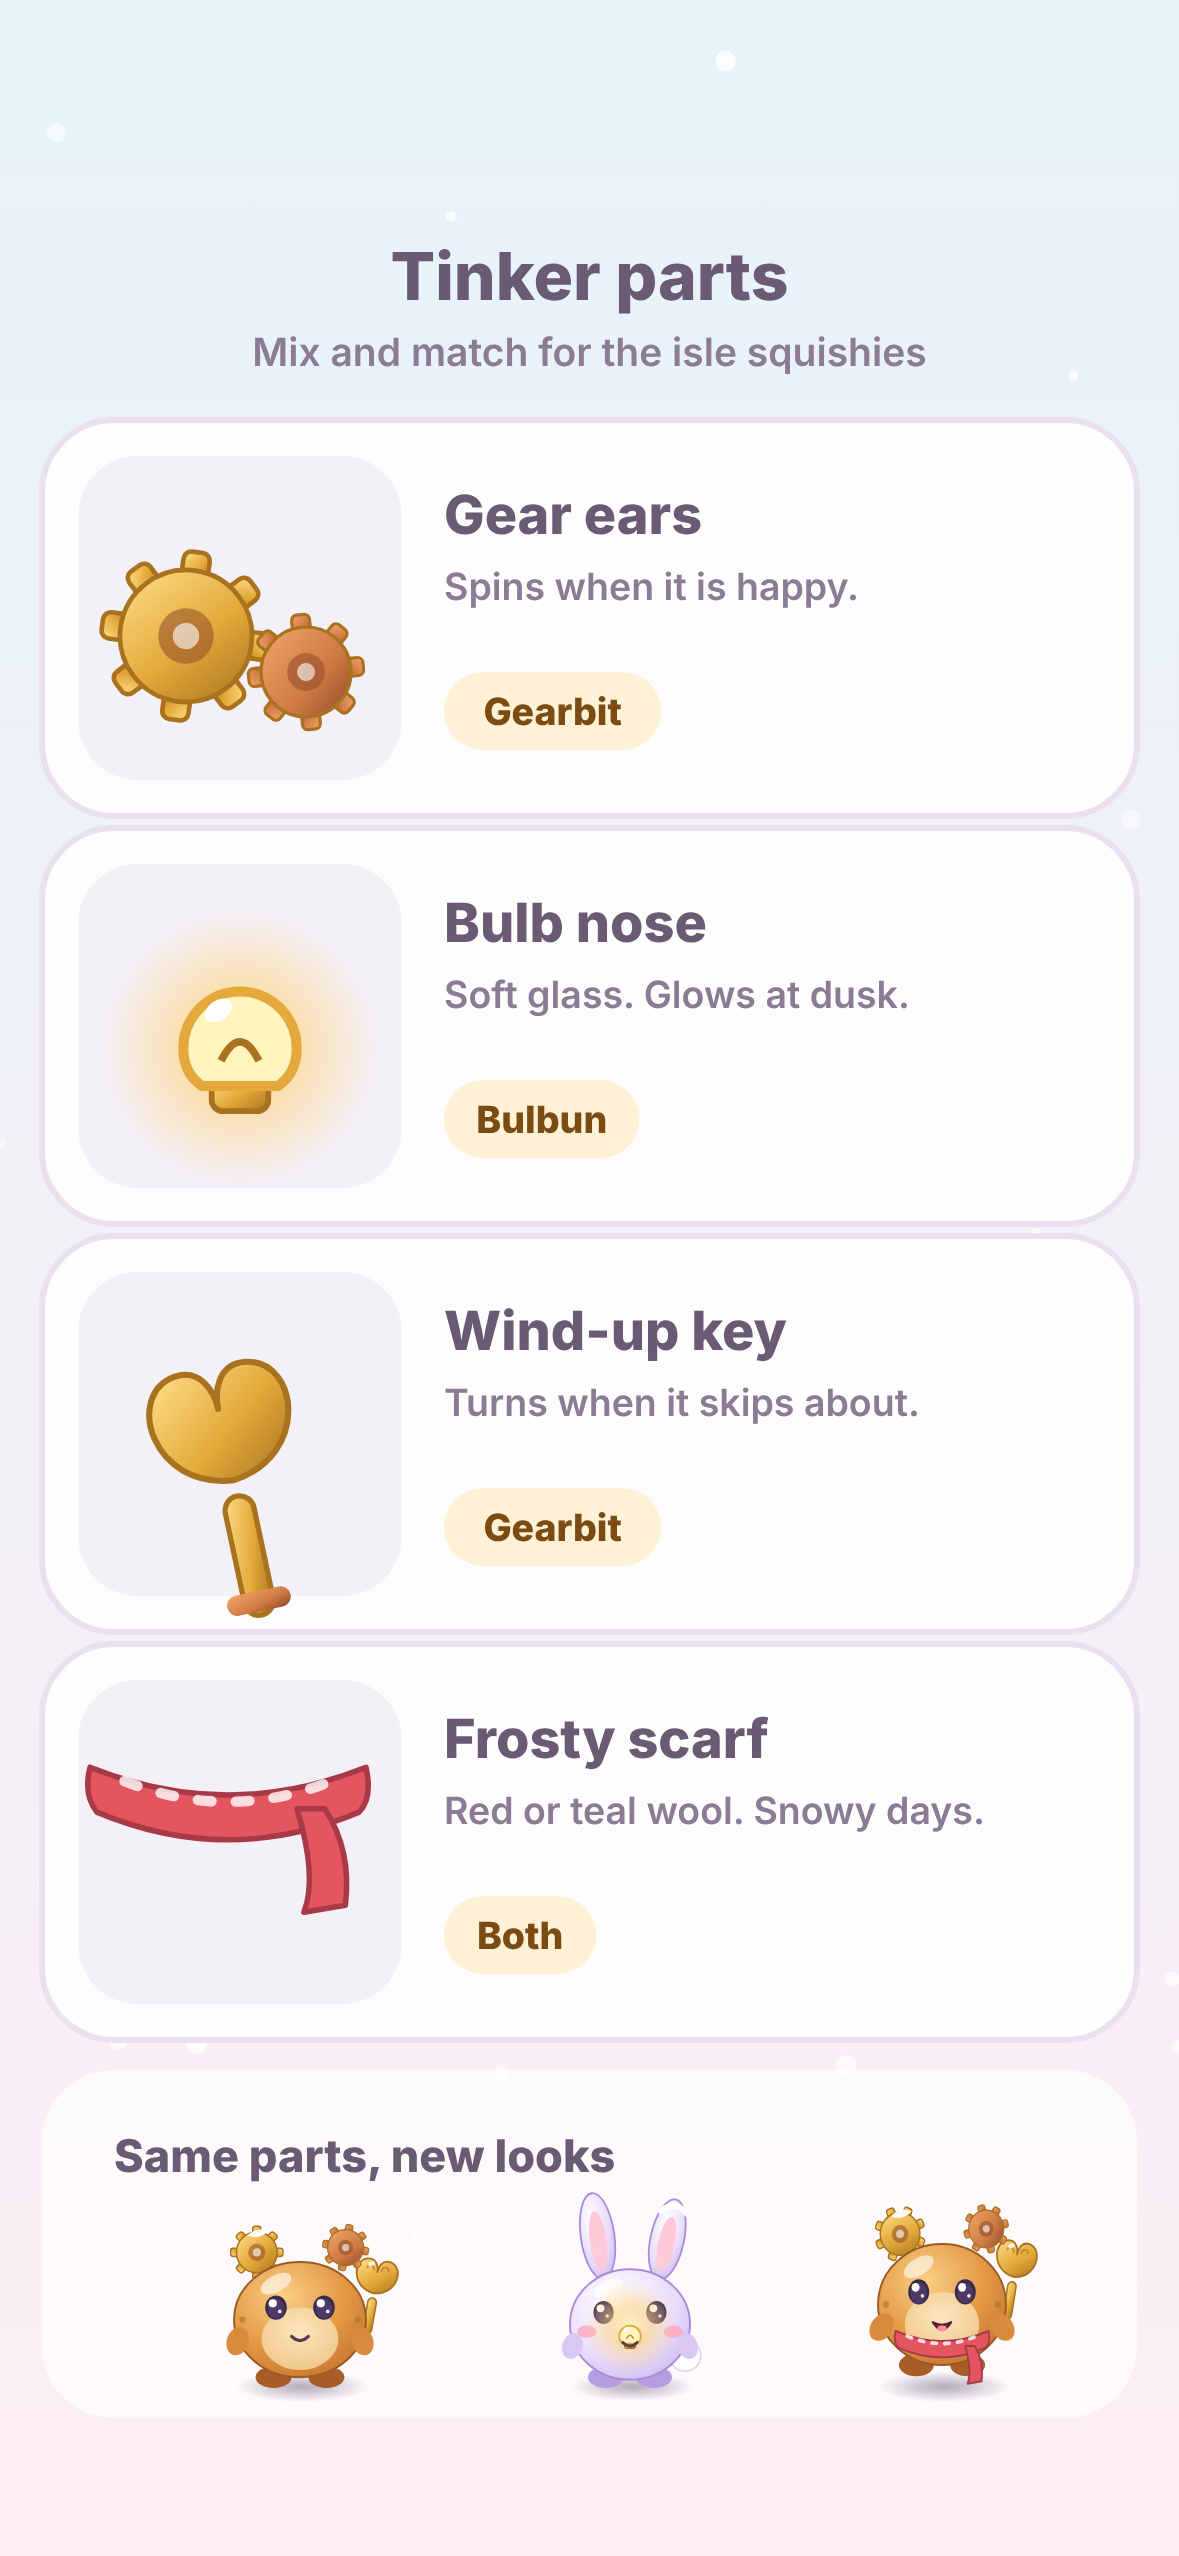 Tinker parts
Mix and match for the isle squishies
Gear ears
Spins when it is happy.
Gearbit
Bulb nose
Soft glass. Glows at dusk.
Bulbun
Wind-up key
Turns when it skips about.
Gearbit
Frosty scarf
Red or teal wool. Snowy days.
Both
Same parts, new looks